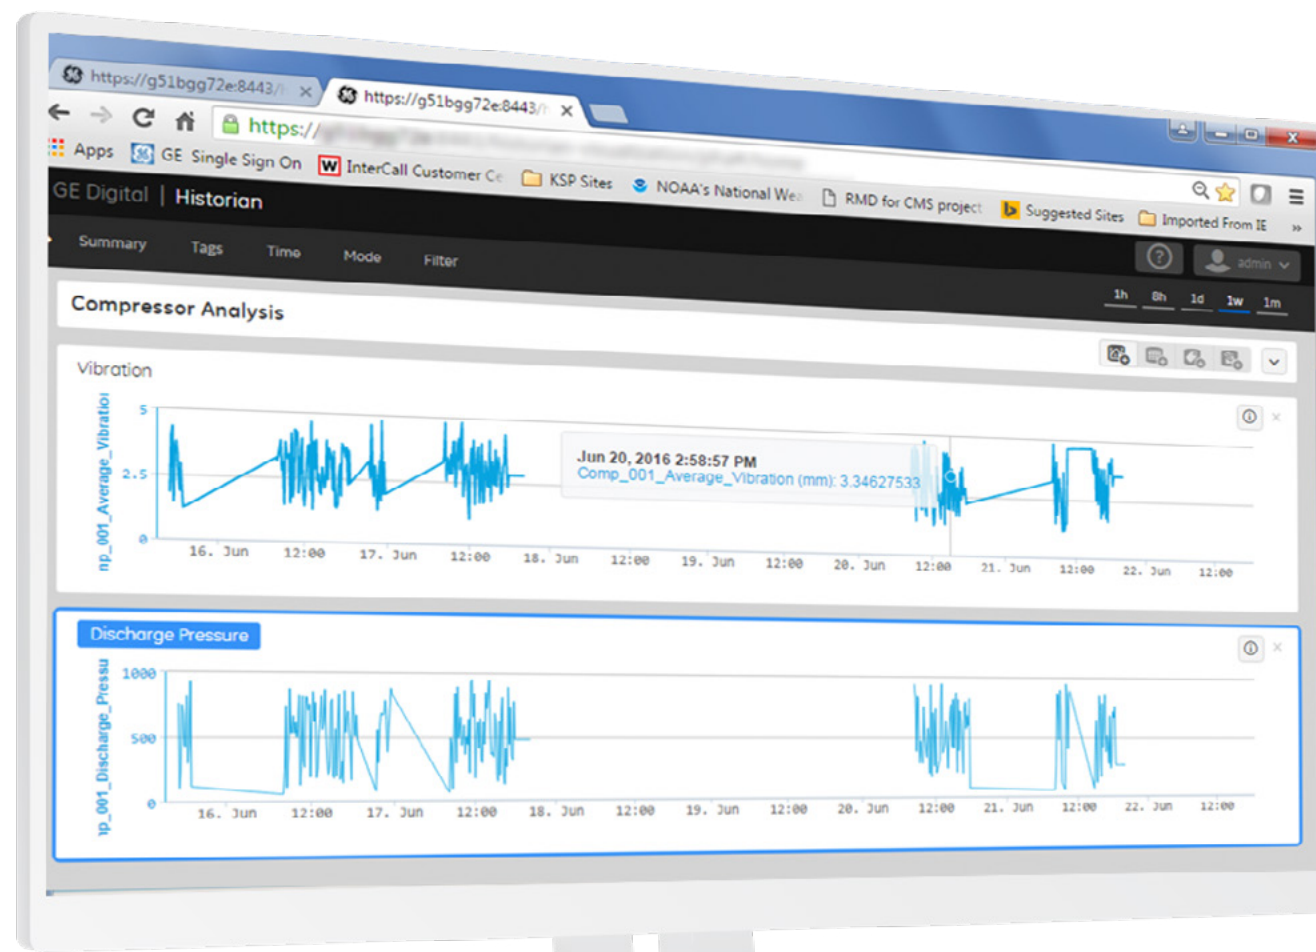 https://g51bgg72e:8443/
https://g51bgg72e:8443/
https://
Apps GE Single Sign On InterCall Customer Ce KSP Sites NOAA's National Wea RMD for CMS project Suggested Sites Imported From IE »
GE Digital | Historian
Summary Tags Time Mode Filter
? admin
1h 8h 1d 1w 1m
Compressor Analysis
Vibration
np_001_Average_Vibration
5
2.5
0
Jun 20, 2016 2:58:57 PM
Comp_001_Average_Vibration (mm): 3.34627533
16. Jun 12:00 17. Jun 12:00 18. Jun 12:00 19. Jun 12:00 20. Jun 12:00 21. Jun 12:00 22. Jun 12:00
Discharge Pressure
np_001_Discharge_Pressu
1000
500
0
16. Jun 12:00 17. Jun 12:00 18. Jun 12:00 19. Jun 12:00 20. Jun 12:00 21. Jun 12:00 22. Jun 12:00